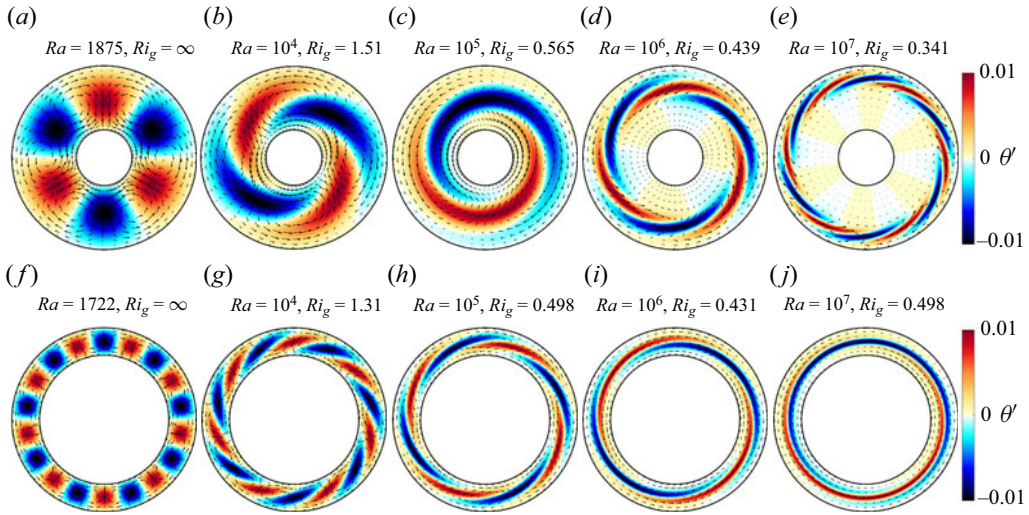 (a) (b) (c) (d) (e)
Ra = 1875, Ri_g = ∞ Ra = 10^4, Ri_g = 1.51 Ra = 10^5, Ri_g = 0.565 Ra = 10^6, Ri_g = 0.439 Ra = 10^7, Ri_g = 0.341
0.01
0 θ′
–0.01
(f) (g) (h) (i) (j)
Ra = 1722, Ri_g = ∞ Ra = 10^4, Ri_g = 1.31 Ra = 10^5, Ri_g = 0.498 Ra = 10^6, Ri_g = 0.431 Ra = 10^7, Ri_g = 0.498
0.01
0 θ′
–0.01